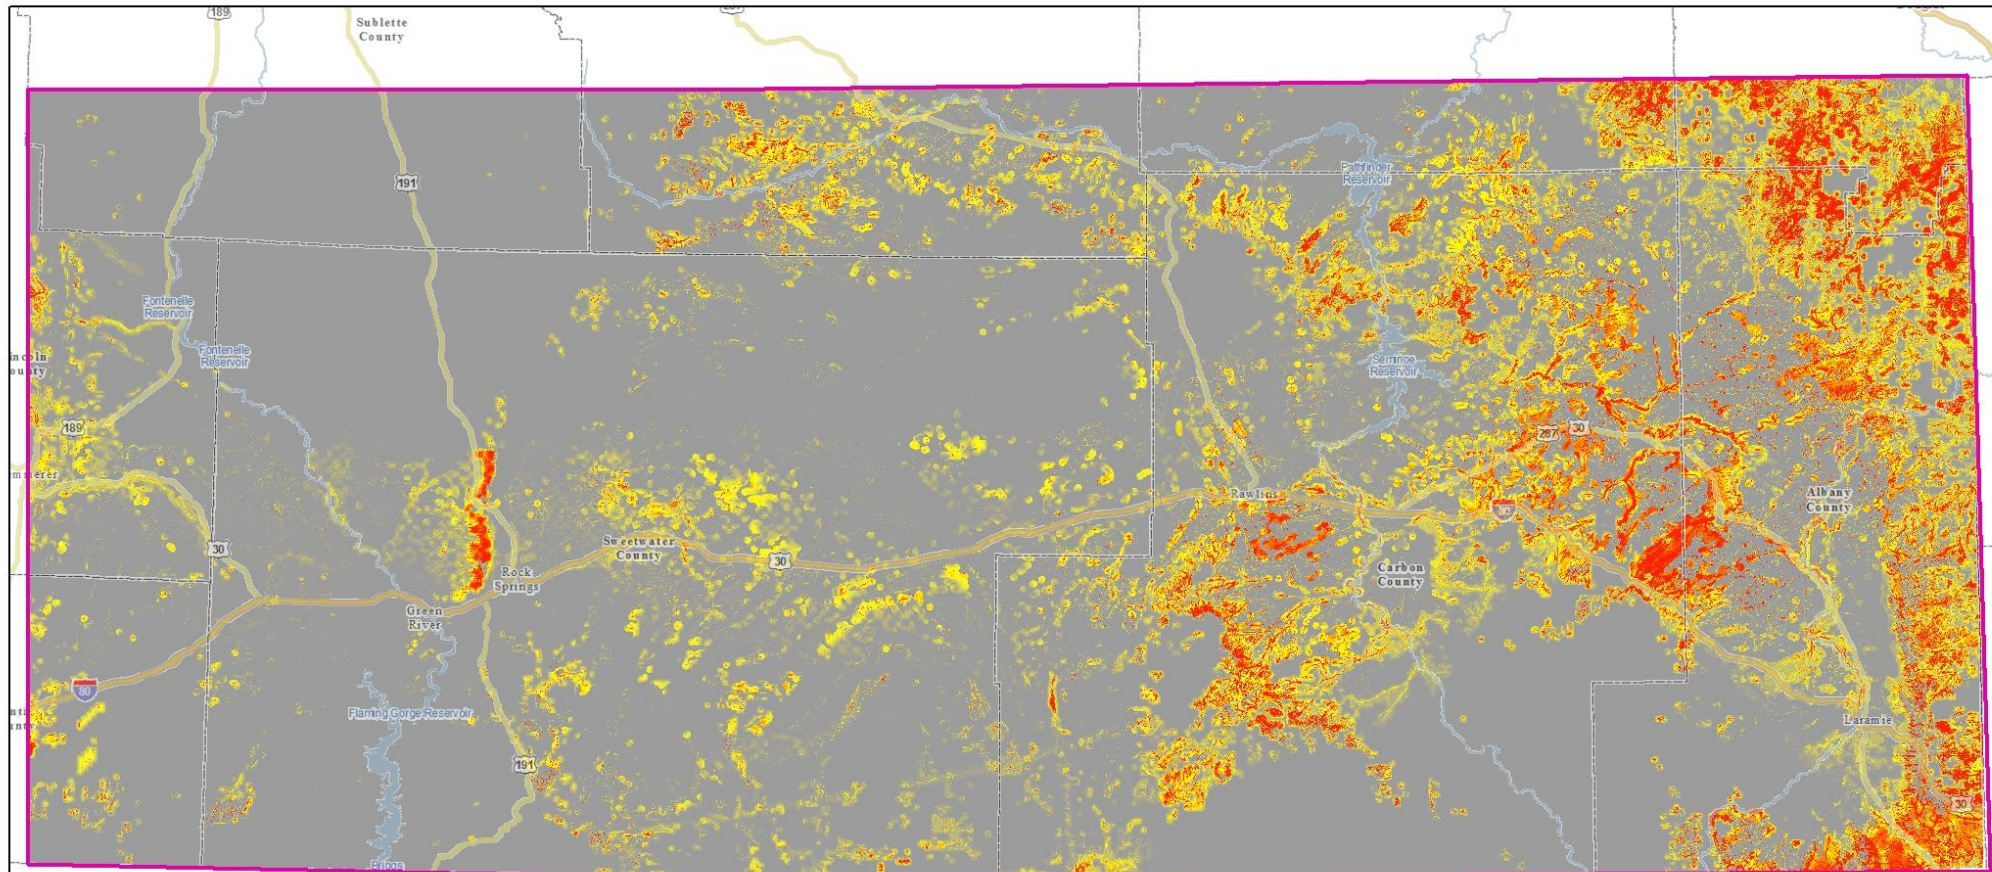 189
Sublette
County
191
Pathfinder
Reservoir
Fontenelle
Reservoir
Fontenelle
Reservoir
Seminoe
Reservoir
189
287
30
Rawlins
80
Albany
County
30
Sweetwater
County
30
Rock
Springs
Carbon
County
Green
River
80
Flaming Gorge Reservoir
Laramie
191
30